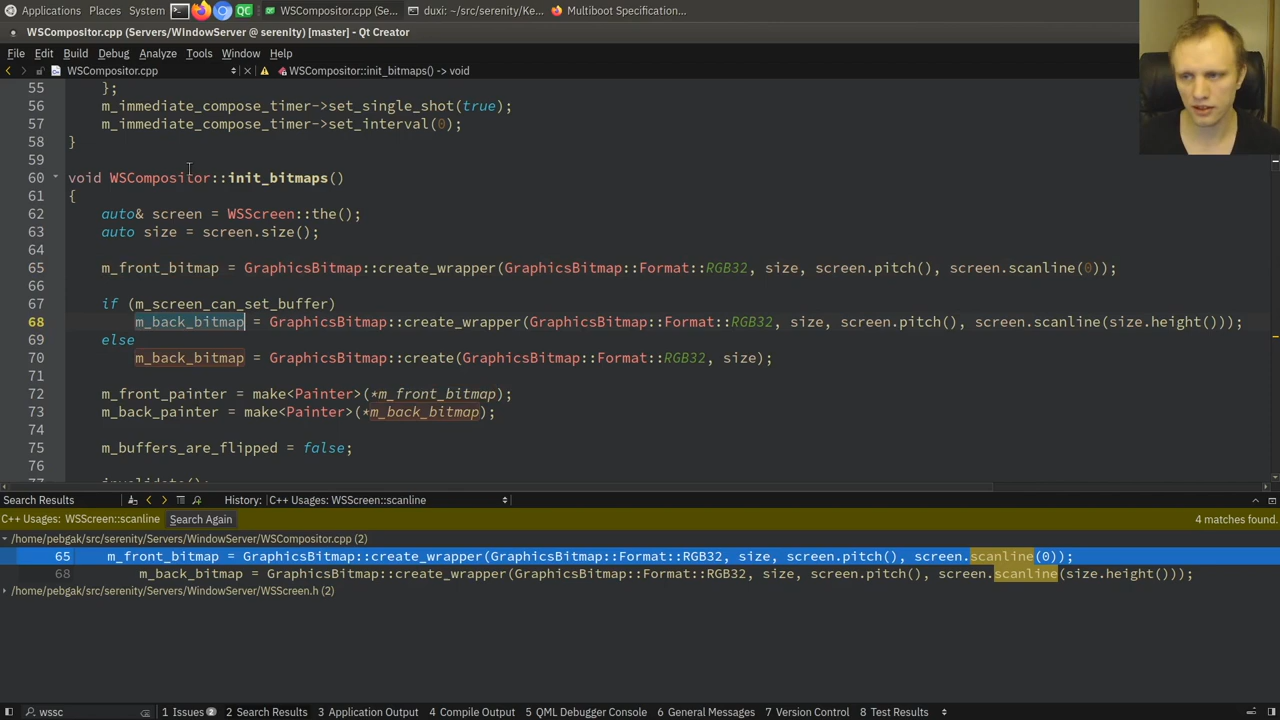 Applications Places System WSCompositor.cpp (Se... duxi: ~/src/serenity/Ke... Multiboot Specification...
WSCompositor.cpp (Servers/WindowServer @ serenity) [master] - Qt Creator
File Edit Build Debug Analyze Tools Window Help
WSCompositor.cpp WSCompositor::init_bitmaps() -> void
55 };
56 m_immediate_compose_timer->set_single_shot(true);
57 m_immediate_compose_timer->set_interval(0);
58 }
59
60 void WSCompositor::init_bitmaps()
61 {
62 auto& screen = WSScreen::the();
63 auto size = screen.size();
64
65 m_front_bitmap = GraphicsBitmap::create_wrapper(GraphicsBitmap::Format::RGB32, size, screen.pitch(), screen.scanline(0));
66
67 if (m_screen_can_set_buffer)
68 m_back_bitmap = GraphicsBitmap::create_wrapper(GraphicsBitmap::Format::RGB32, size, screen.pitch(), screen.scanline(size.height()));
69 else
70 m_back_bitmap = GraphicsBitmap::create(GraphicsBitmap::Format::RGB32, size);
71
72 m_front_painter = make<Painter>(*m_front_bitmap);
73 m_back_painter = make<Painter>(*m_back_bitmap);
74
75 m_buffers_are_flipped = false;
76
Search Results History: C++ Usages: WSScreen::scanline
C++ Usages: WSScreen::scanline Search Again 4 matches found.
/home/pebgak/src/serenity/Servers/WindowServer/WSCompositor.cpp (2)
65 m_front_bitmap = GraphicsBitmap::create_wrapper(GraphicsBitmap::Format::RGB32, size, screen.pitch(), screen.scanline(0));
68 m_back_bitmap = GraphicsBitmap::create_wrapper(GraphicsBitmap::Format::RGB32, size, screen.pitch(), screen.scanline(size.height()));
/home/pebgak/src/serenity/Servers/WindowServer/WSScreen.h (2)
wssc 1 Issues 2 2 Search Results 3 Application Output 4 Compile Output 5 QML Debugger Console 6 General Messages 7 Version Control 8 Test Results